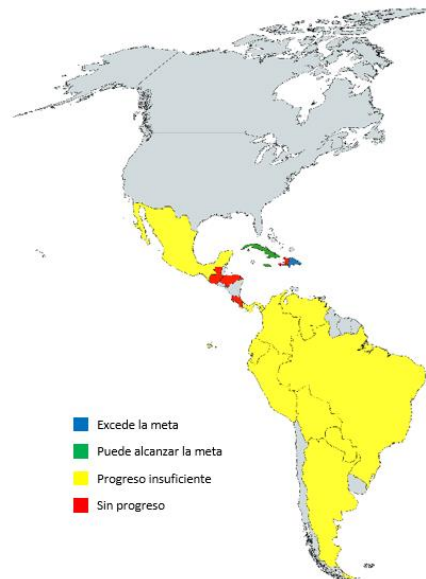 Excede la meta
Puede alcanzar la meta
Progreso insuficiente
Sin progreso